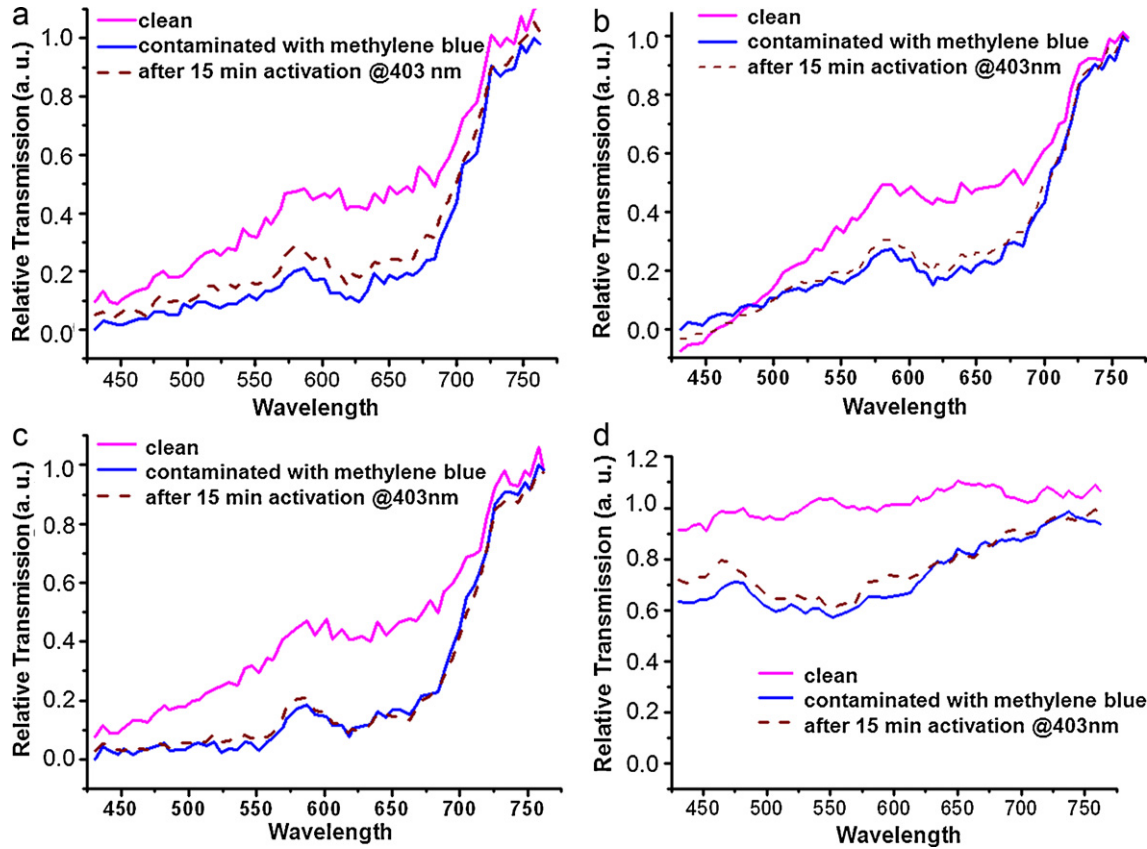 a
clean
contaminated with methylene blue
after 15 min activation @403 nm
1.0
0.8
0.6
0.4
0.2
0.0
Relative Transmission (a. u.)
450 500 550 600 650 700 750
Wavelength
b
clean
contaminated with methylene blue
after 15 min activation @403nm
1.0
0.8
0.6
0.4
0.2
0.0
Relative Transmission (a. u.)
450 500 550 600 650 700 750
Wavelength
c
clean
contaminated with methylene blue
after 15 min activation @403nm
1.0
0.8
0.6
0.4
0.2
0.0
Relative Transmission (a. u.)
450 500 550 600 650 700 750
Wavelength
d
1.2
1.0
0.8
0.6
0.4
0.2
0.0
Relative Transmission (a. u.)
clean
contaminated with methylene blue
after 15 min activation @403nm
450 500 550 600 650 700 750
Wavelength